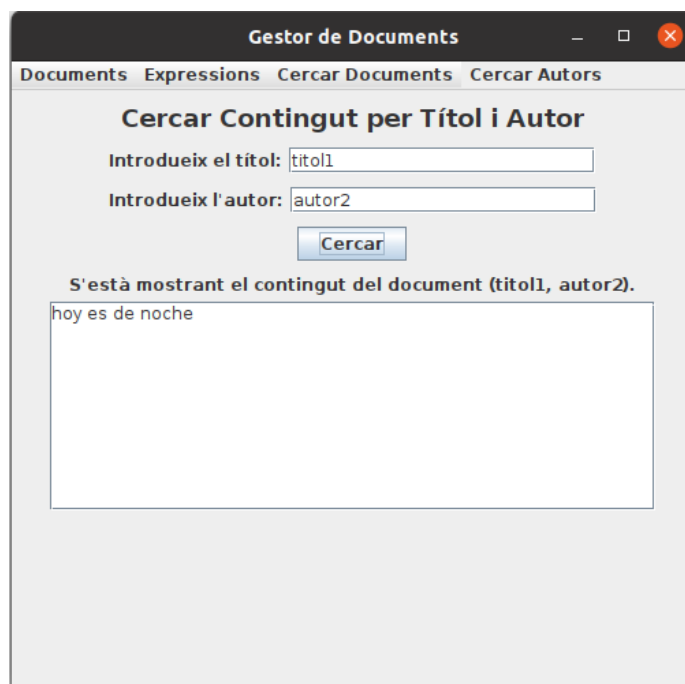 Gestor de Documents
Documents Expressions Cercar Documents Cercar Autors
Cercar Contingut per Títol i Autor
Introdueix el títol: titol1
Introdueix l'autor: autor2
Cercar
S'està mostrant el contingut del document (titol1, autor2).
hoy es de noche